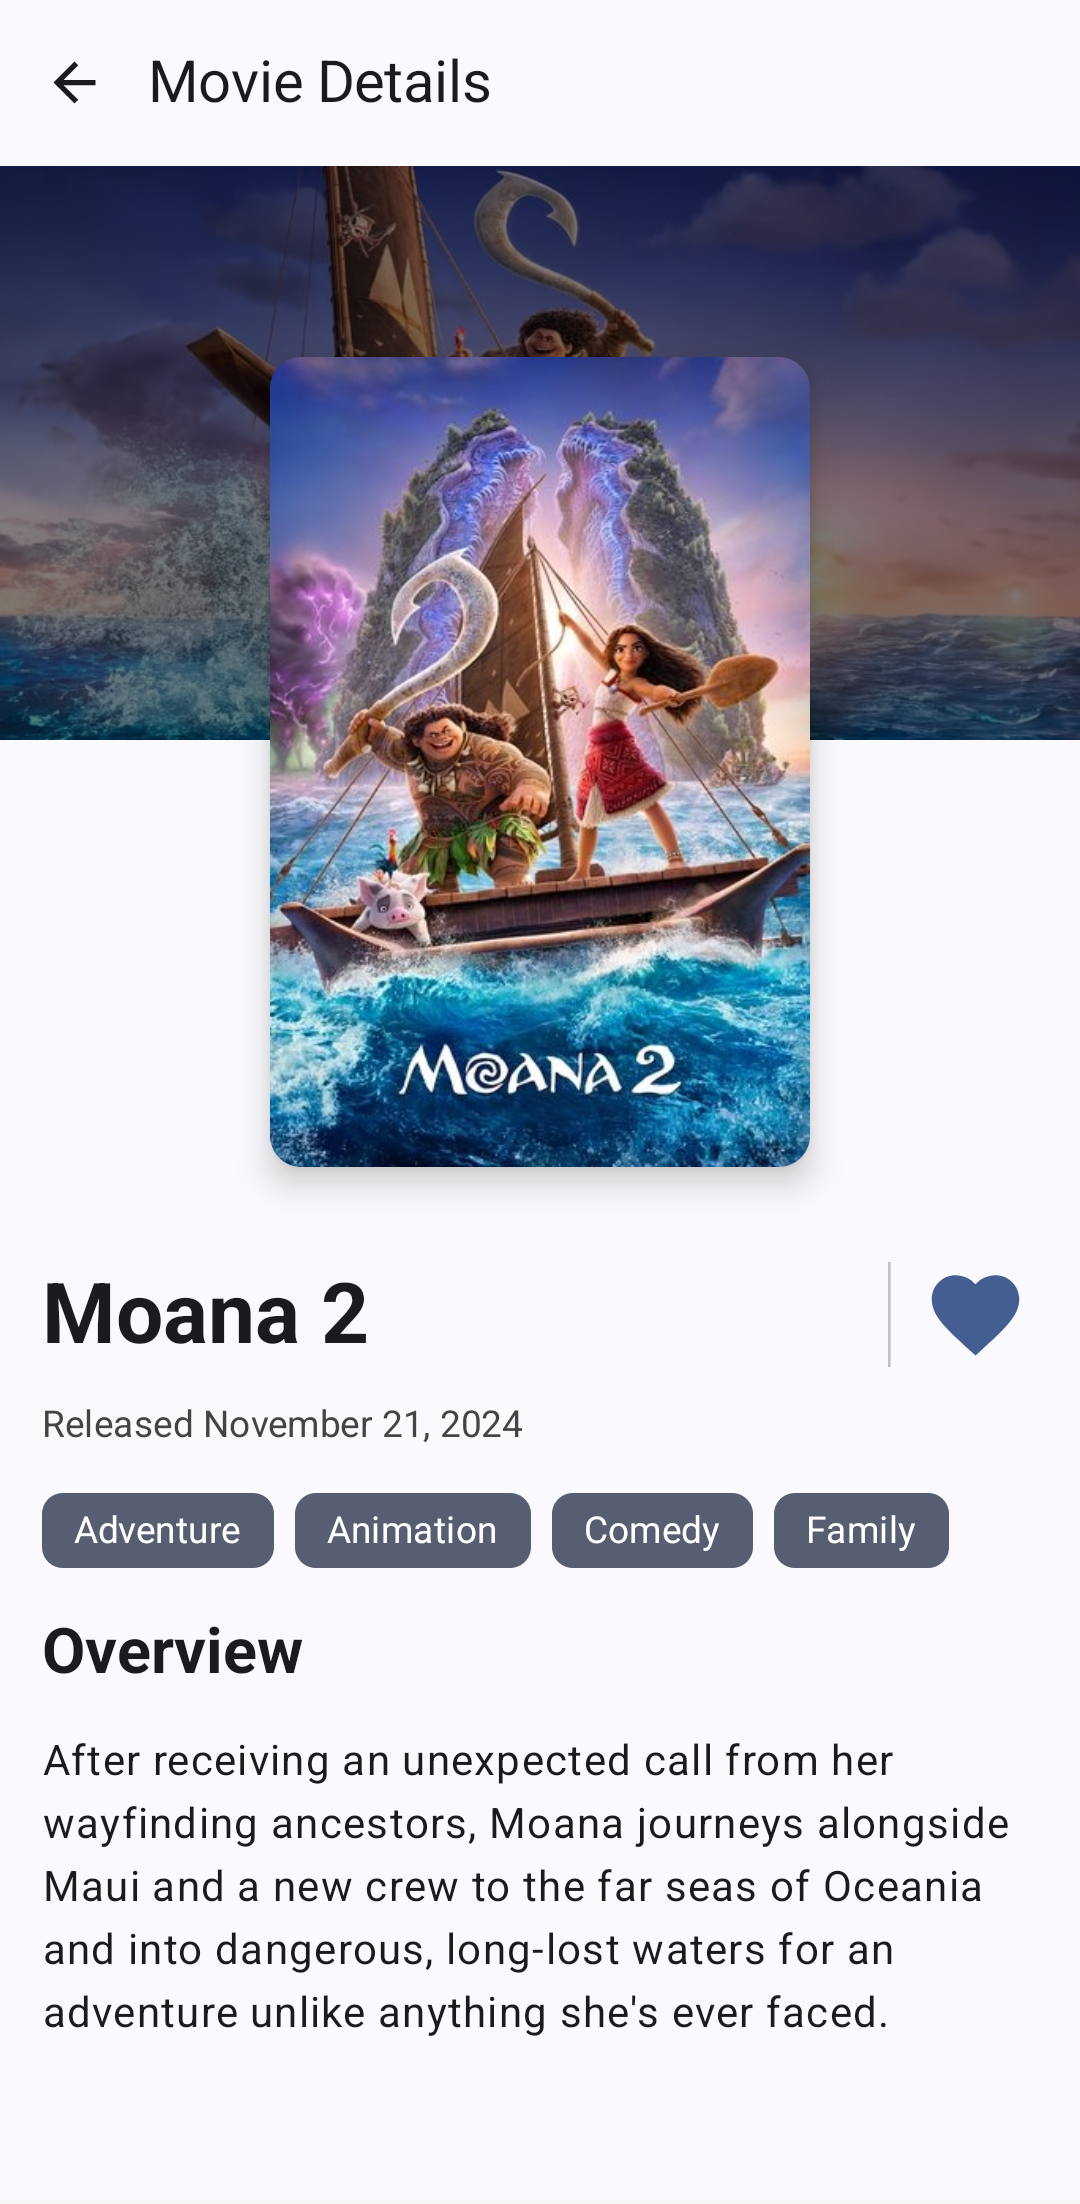 Movie Details
MOANA 2
Moana 2
Released November 21, 2024
Adventure
Animation
Comedy
Family
Overview
After receiving an unexpected call from her
wayfinding ancestors, Moana journeys alongside
Maui and a new crew to the far seas of Oceania
and into dangerous, long-lost waters for an
adventure unlike anything she's ever faced.